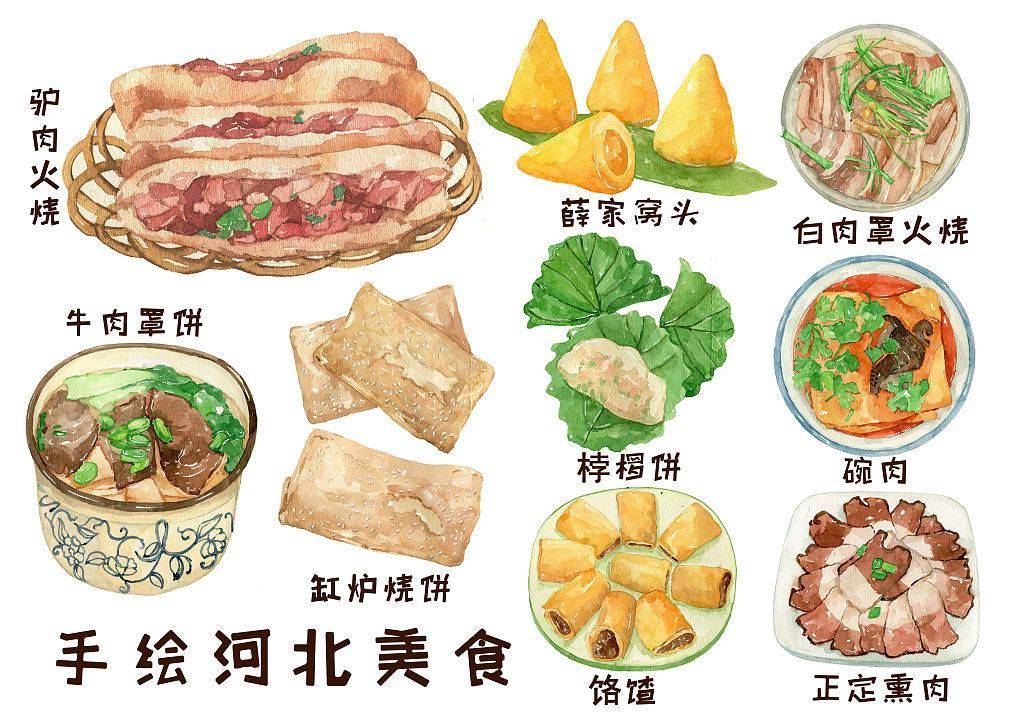 驴肉火烧
薛家窝头
白肉罩火烧
牛肉罩饼
桲椤饼
碗肉
缸炉烧饼
手绘河北美食
饹馇
正定熏肉